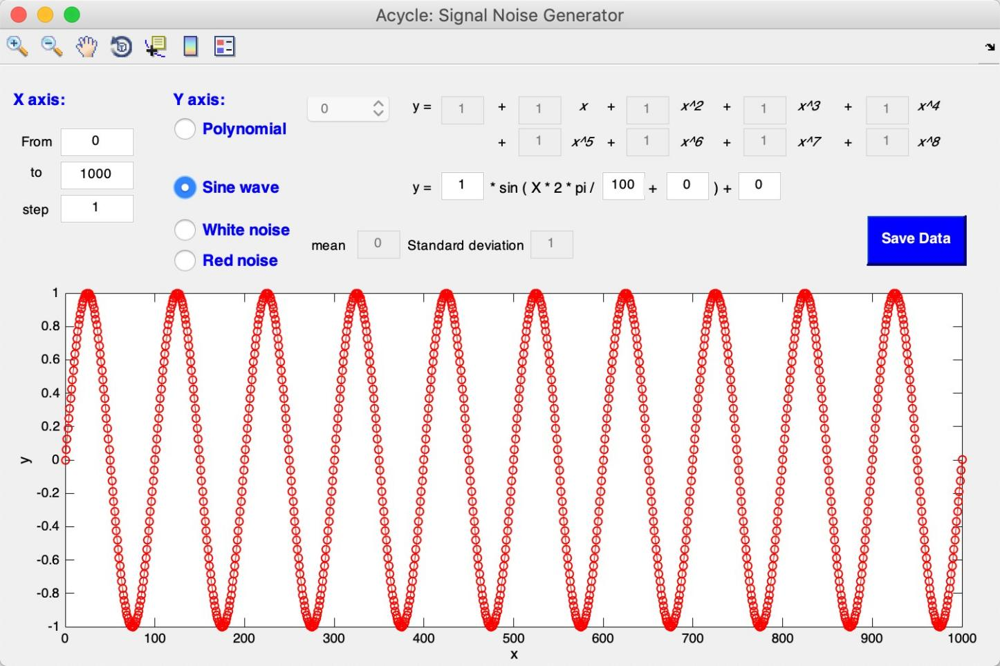 Acycle: Signal Noise Generator
X axis:
From 0
to 1000
step 1
Y axis:
0
Polynomial
y = 1 + 1 x + 1 x^2 + 1 x^3 + 1 x^4
+ 1 x^5 + 1 x^6 + 1 x^7 + 1 x^8
Sine wave
y = 1 * sin ( X * 2 * pi / 100 + 0 ) + 0
White noise
Red noise
mean 0 Standard deviation 1
Save Data
1
0.8
0.6
0.4
0.2
0
-0.2
-0.4
-0.6
-0.8
-1
y
0 100 200 300 400 500 600 700 800 900 1000
x